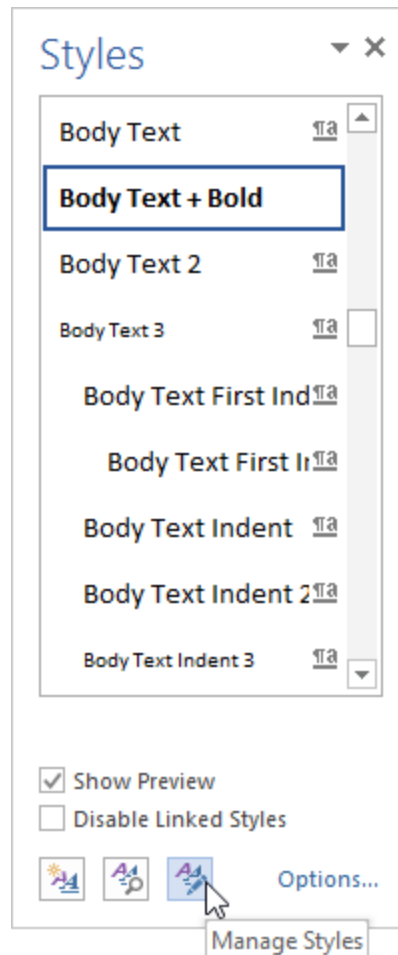 Styles
Body Text ¶a
Body Text + Bold
Body Text 2 ¶a
Body Text 3 ¶a
Body Text First Ind ¶a
Body Text First Ir ¶a
Body Text Indent ¶a
Body Text Indent 2 ¶a
Body Text Indent 3 ¶a
Show Preview
Disable Linked Styles
Options...
Manage Styles